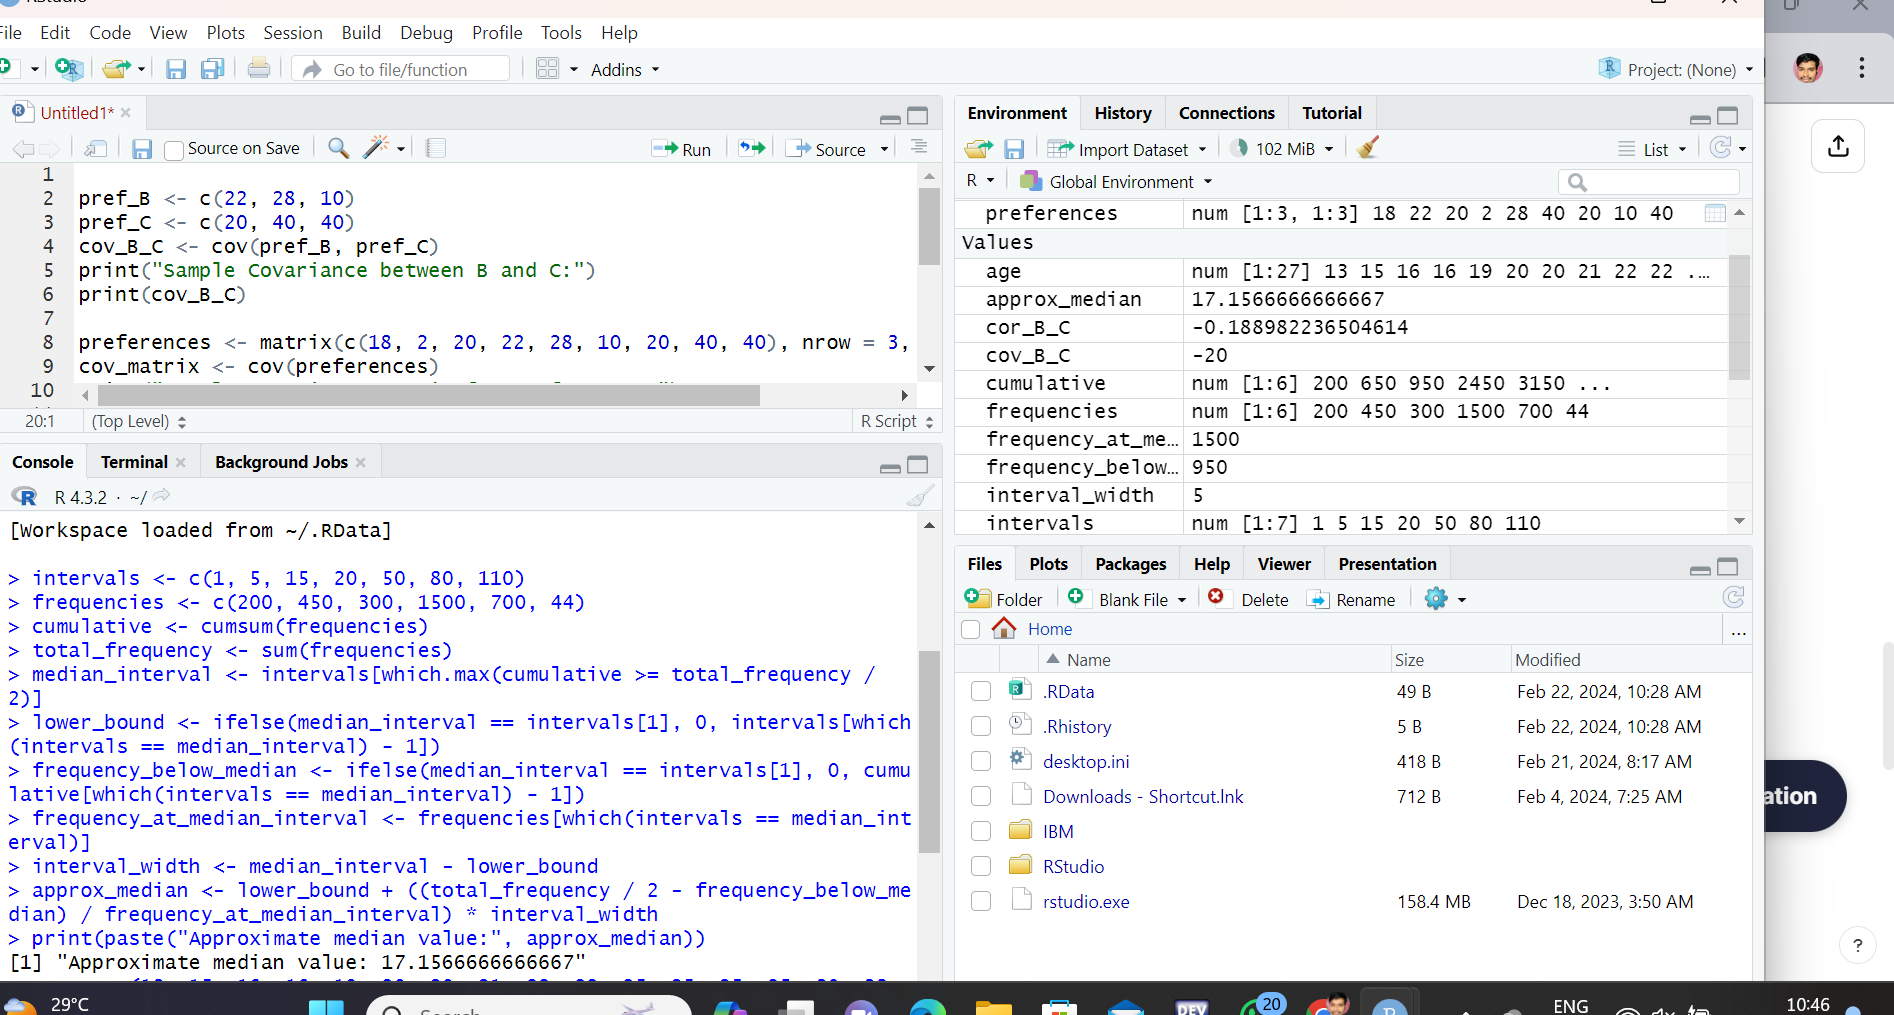 File Edit Code View Plots Session Build Debug Profile Tools Help
Go to file/function Addins Project: (None)
Untitled1*
Source on Save Run Source
1
2 pref_B <- c(22, 28, 10)
3 pref_C <- c(20, 40, 40)
4 cov_B_C <- cov(pref_B, pref_C)
5 print("Sample Covariance between B and C:")
6 print(cov_B_C)
7
8 preferences <- matrix(c(18, 2, 20, 22, 28, 10, 20, 40, 40), nrow = 3,
9 cov_matrix <- cov(preferences)
10
20:1 (Top Level) R Script
Console Terminal Background Jobs
R 4.3.2 · ~/
[Workspace loaded from ~/.RData]
> intervals <- c(1, 5, 15, 20, 50, 80, 110)
> frequencies <- c(200, 450, 300, 1500, 700, 44)
> cumulative <- cumsum(frequencies)
> total_frequency <- sum(frequencies)
> median_interval <- intervals[which.max(cumulative >= total_frequency /
2)]
> lower_bound <- ifelse(median_interval == intervals[1], 0, intervals[which
(intervals == median_interval) - 1])
> frequency_below_median <- ifelse(median_interval == intervals[1], 0, cumu
lative[which(intervals == median_interval) - 1])
> frequency_at_median_interval <- frequencies[which(intervals == median_int
erval)]
> interval_width <- median_interval - lower_bound
> approx_median <- lower_bound + ((total_frequency / 2 - frequency_below_me
dian) / frequency_at_median_interval) * interval_width
> print(paste("Approximate median value:", approx_median))
[1] "Approximate median value: 17.1566666666667"
Environment History Connections Tutorial
Import Dataset 102 MiB List
R Global Environment
preferences num [1:3, 1:3] 18 22 20 2 28 40 20 10 40
Values
age num [1:27] 13 15 16 16 19 20 20 21 22 22 ...
approx_median 17.1566666666667
cor_B_C -0.188982236504614
cov_B_C -20
cumulative num [1:6] 200 650 950 2450 3150 ...
frequencies num [1:6] 200 450 300 1500 700 44
frequency_at_me... 1500
frequency_below... 950
interval_width 5
intervals num [1:7] 1 5 15 20 50 80 110
Files Plots Packages Help Viewer Presentation
Folder Blank File Delete Rename
Home ...
Name Size Modified
.RData 49 B Feb 22, 2024, 10:28 AM
.Rhistory 5 B Feb 22, 2024, 10:28 AM
desktop.ini 418 B Feb 21, 2024, 8:17 AM
Downloads - Shortcut.lnk 712 B Feb 4, 2024, 7:25 AM
IBM
RStudio
rstudio.exe 158.4 MB Dec 18, 2023, 3:50 AM
ation
?
29°C
DEV 20 ENG 10:46